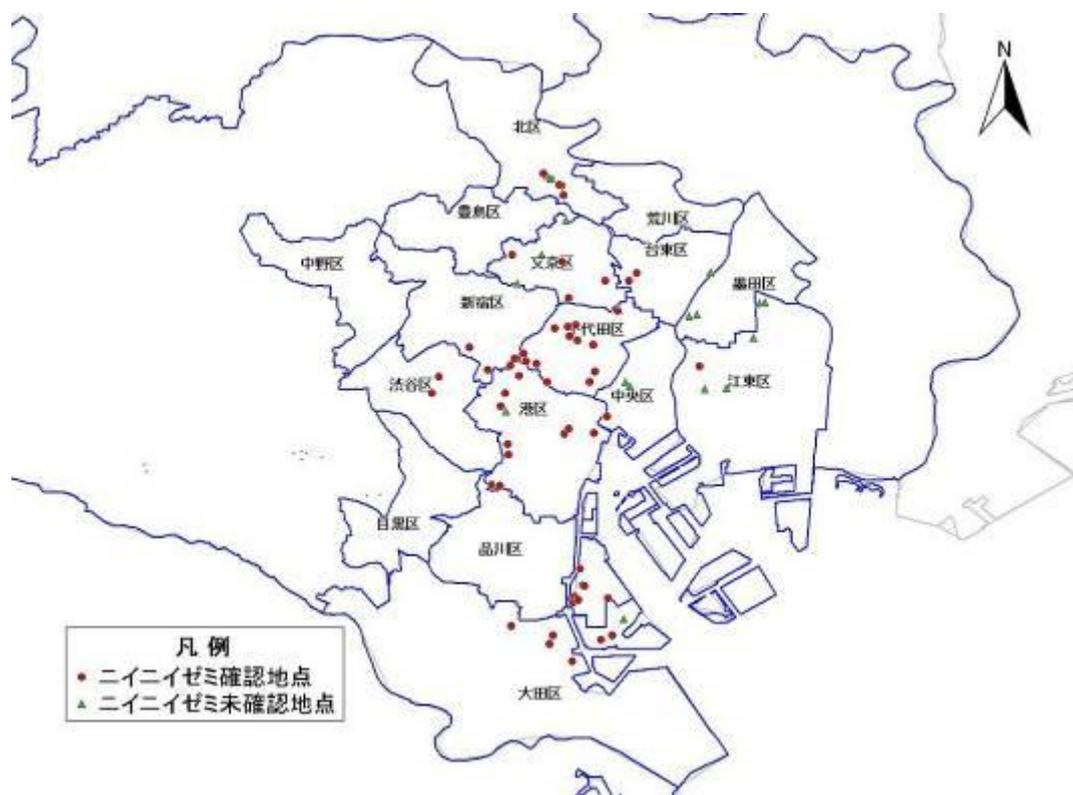 N
北区
豊島区
荒川区
台東区
中野区
文京区
墨田区
新宿区
千代田区
渋谷区
中央区
江東区
港区
目黒区
品川区
大田区
凡 例
ニイニイゼミ確認地点
ニイニイゼミ未確認地点